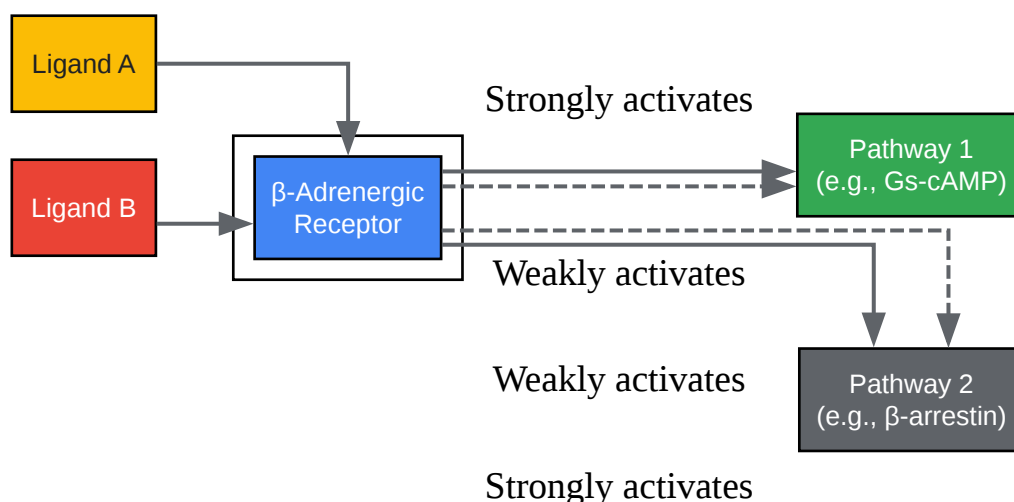 Ligand A
Strongly activates
Pathway 1
(e.g., Gs-cAMP)
Ligand B
β-Adrenergic
Receptor
Weakly activates
Weakly activates
Pathway 2
(e.g., β-arrestin)
Strongly activates